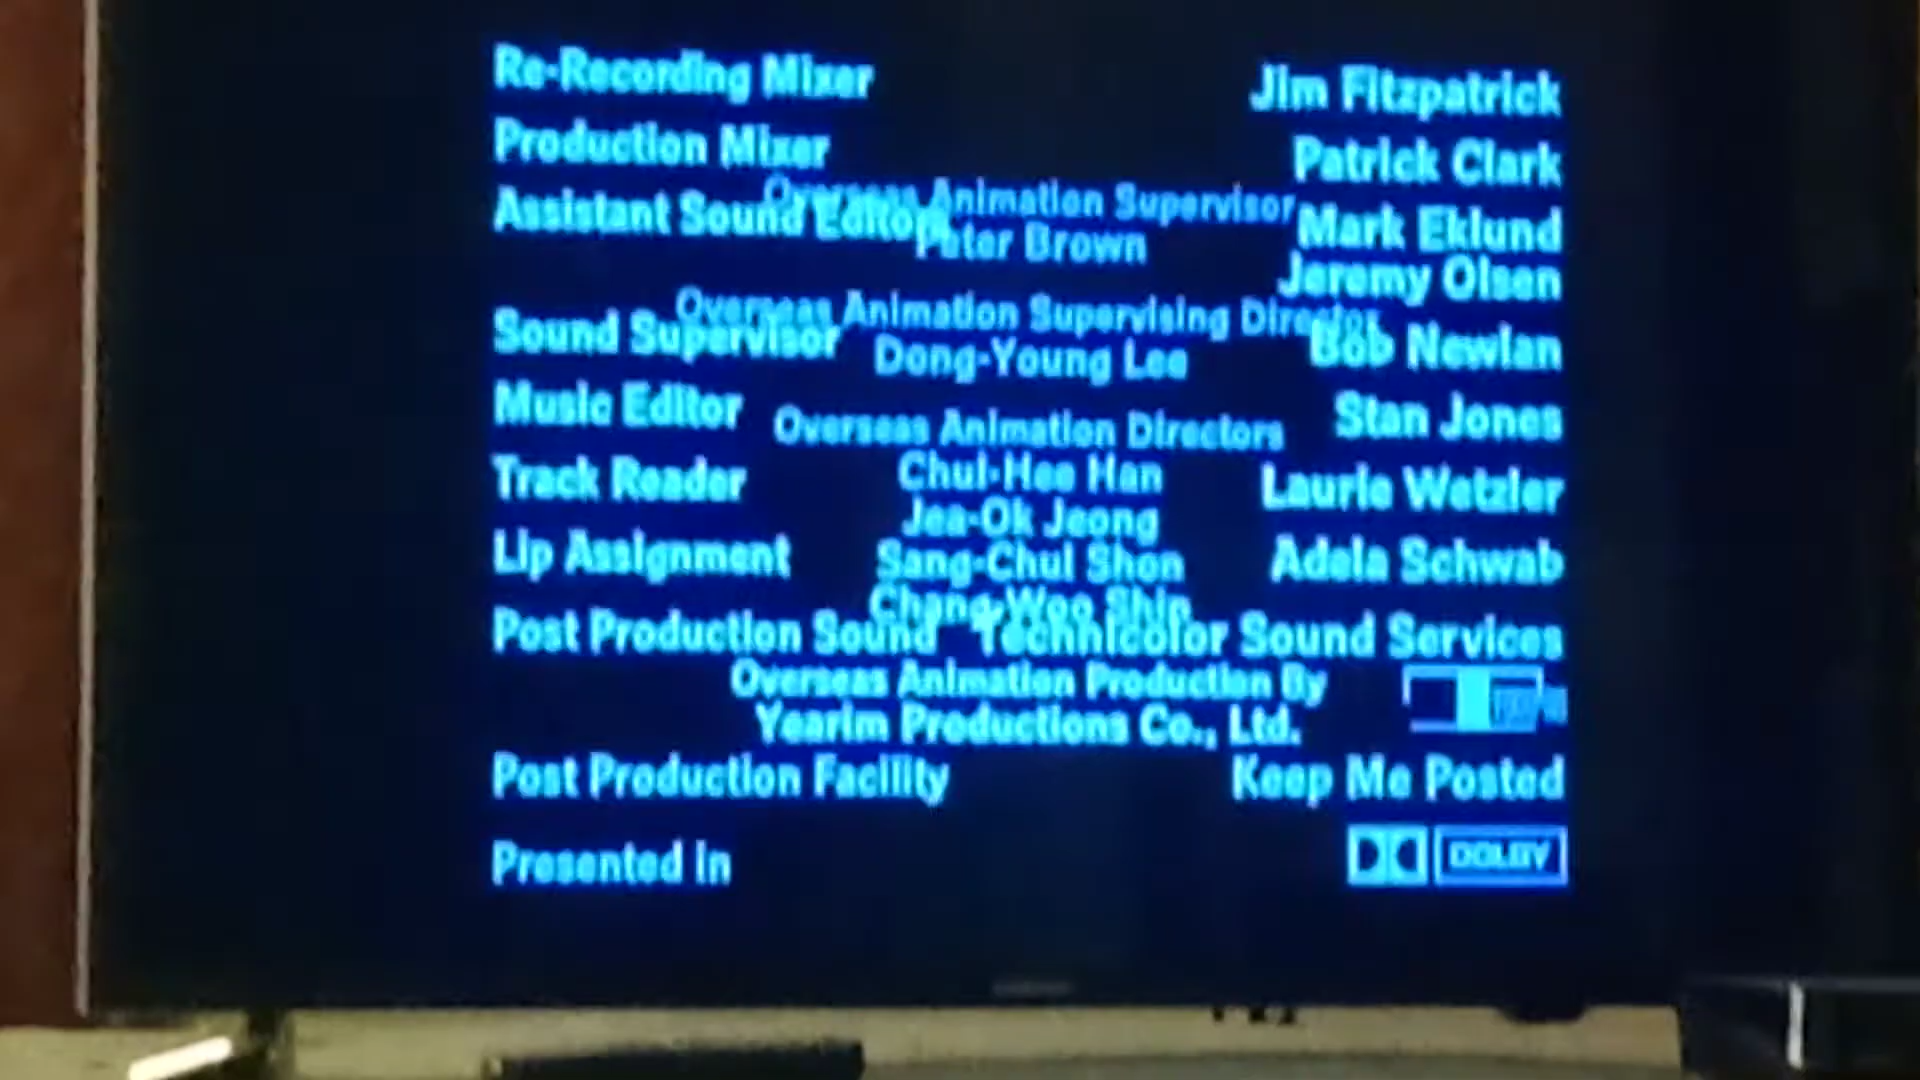 Re-Recording Mixer Jim Fitzpatrick
Production Mixer Patrick Clark
Overseas Animation Supervisor
Assistant Sound Editors Mark Eklund
Peter Brown
Jeremy Olsen
Overseas Animation Supervising Director
Sound Supervisor Bob Newlan
Dong-Young Lee
Music Editor Stan Jones
Overseas Animation Directors
Chul-Hee Han
Track Reader Laurie Wetzler
Jea-Ok Jeong
Lip Assignment Adela Schwab
Sang-Chul Shon
Chang-Woo Shin
Post Production Sound Technicolor Sound Services
Overseas Animation Production By
Yearim Productions Co., Ltd.
Post Production Facility Keep Me Posted
Presented in DOLBY